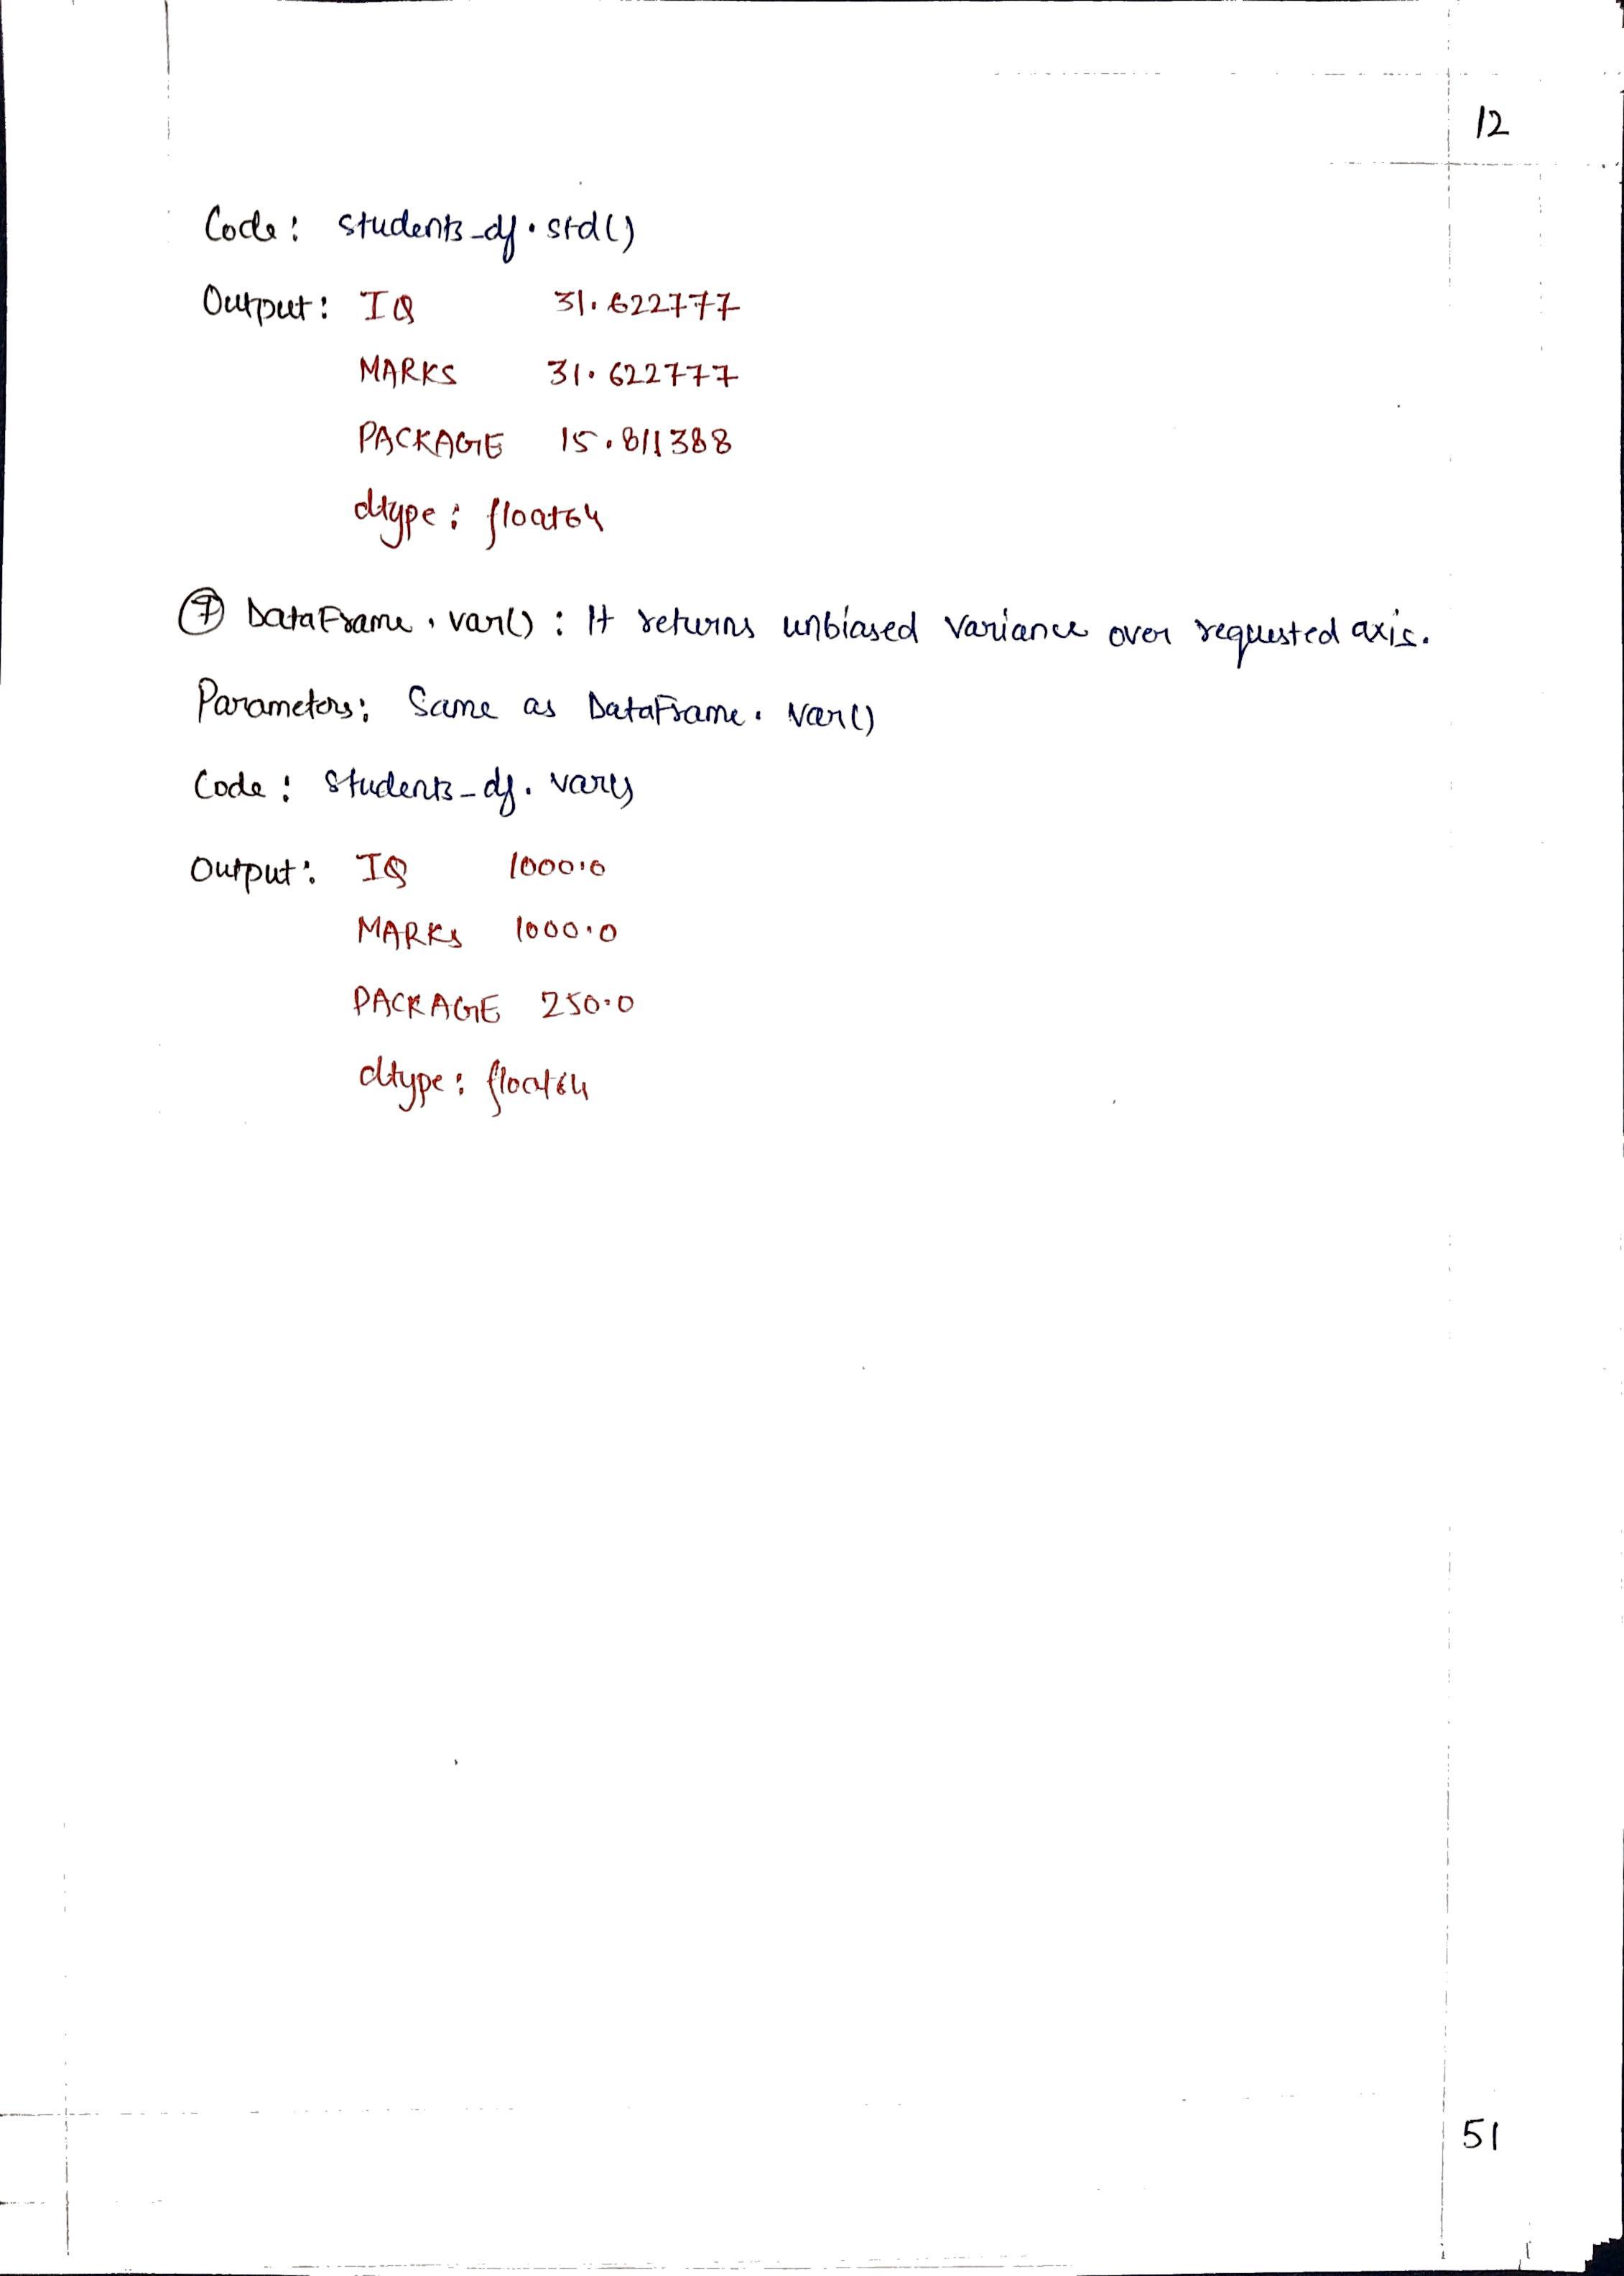 12
Code: students_df.std()
Output: IQ 31.622777
MARKS 31.622777
PACKAGE 15.811388
dtype: float64
⑦ DataFrame.var(): It returns unbiased variance over requested axis.
Parameters: Same as DataFrame.var()
Code: students_df.var()
Output: IQ 1000.0
MARKS 1000.0
PACKAGE 250.0
dtype: float64
51